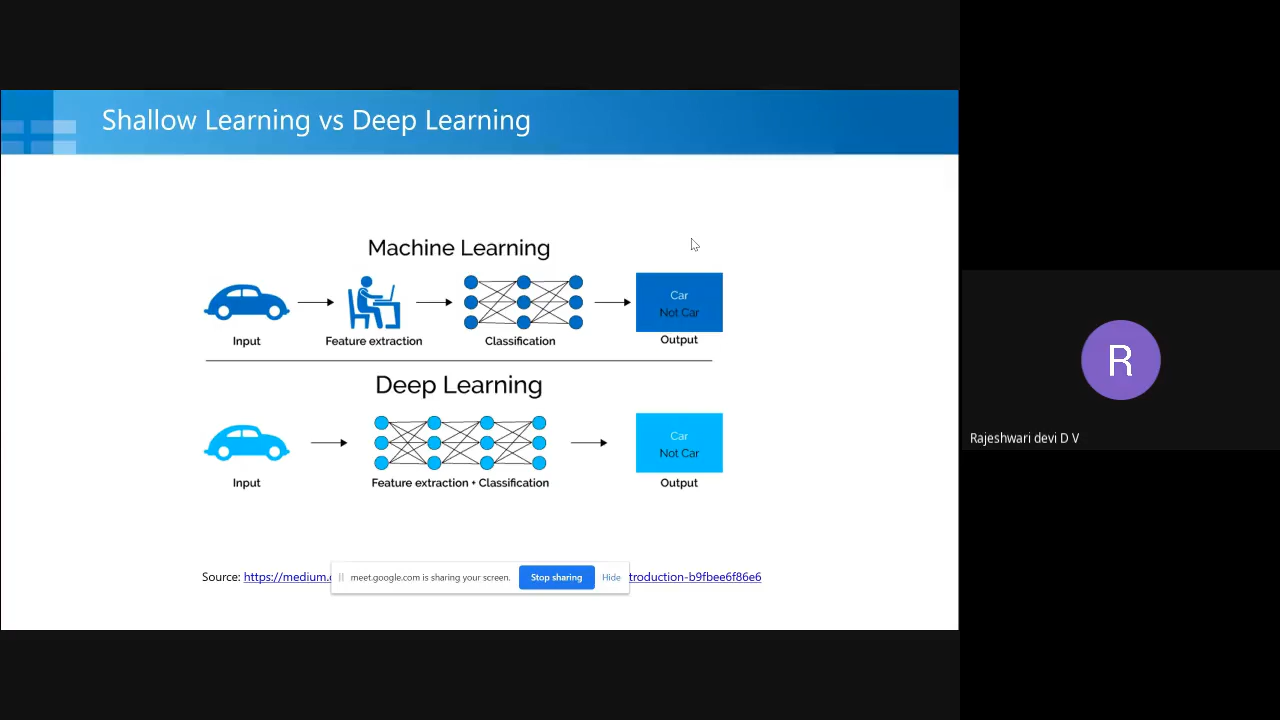 Shallow Learning vs Deep Learning
Machine Learning
Input
Feature extraction
Classification
Car
Not Car
Output
Deep Learning
Input
Feature extraction + Classification
Car
Not Car
Output
Source: https://medium. troduction-b9fbee6f86e6
meet.google.com is sharing your screen. Stop sharing Hide
R
Rajeshwari devi D V